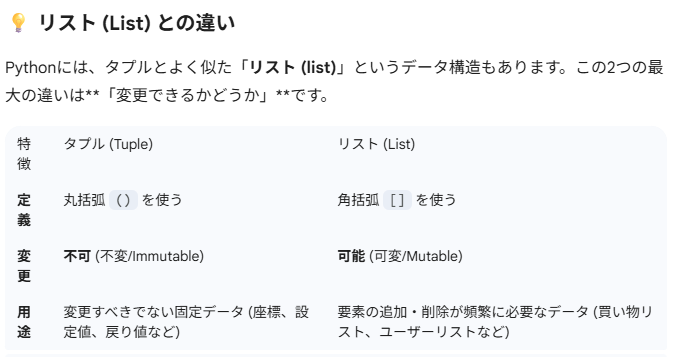 💡 リスト (List) との違い
Pythonには、タプルとよく似た「リスト (list)」というデータ構造もあります。この2つの最
大の違いは**「変更できるかどうか」**です。
特徴 タプル (Tuple) リスト (List)
定義 丸括弧 () を使う 角括弧 [] を使う
変更 不可 (不変/Immutable) 可能 (可変/Mutable)
用途 変更すべきでない固定データ (座標、設 要素の追加・削除が頻繁に必要なデータ (買い物リ
定値、戻り値など) スト、ユーザーリストなど)